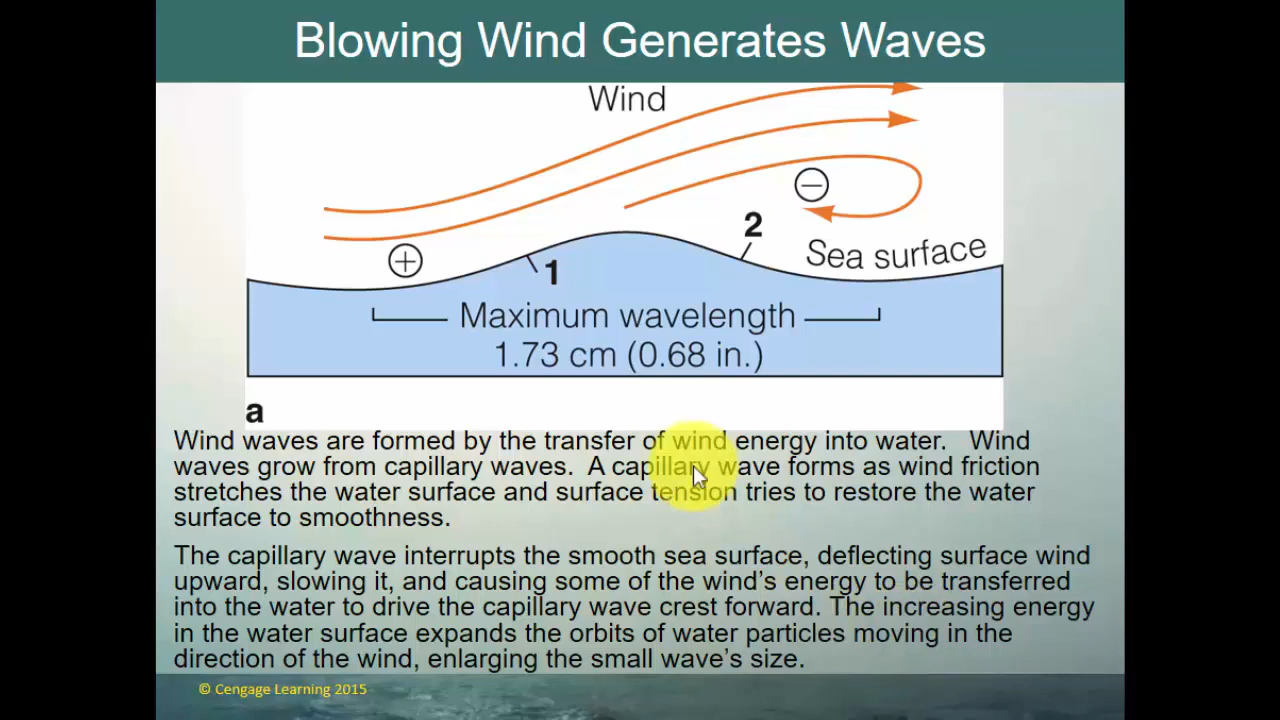 Blowing Wind Generates Waves
Wind
−
2
+
1
Sea surface
Maximum wavelength
1.73 cm (0.68 in.)
a
Wind waves are formed by the transfer of wind energy into water.   Wind
waves grow from capillary waves.  A capillary wave forms as wind friction
stretches the water surface and surface tension tries to restore the water
surface to smoothness.
The capillary wave interrupts the smooth sea surface, deflecting surface wind
upward, slowing it, and causing some of the wind's energy to be transferred
into the water to drive the capillary wave crest forward. The increasing energy
in the water surface expands the orbits of water particles moving in the
direction of the wind, enlarging the small wave's size.
© Cengage Learning 2015